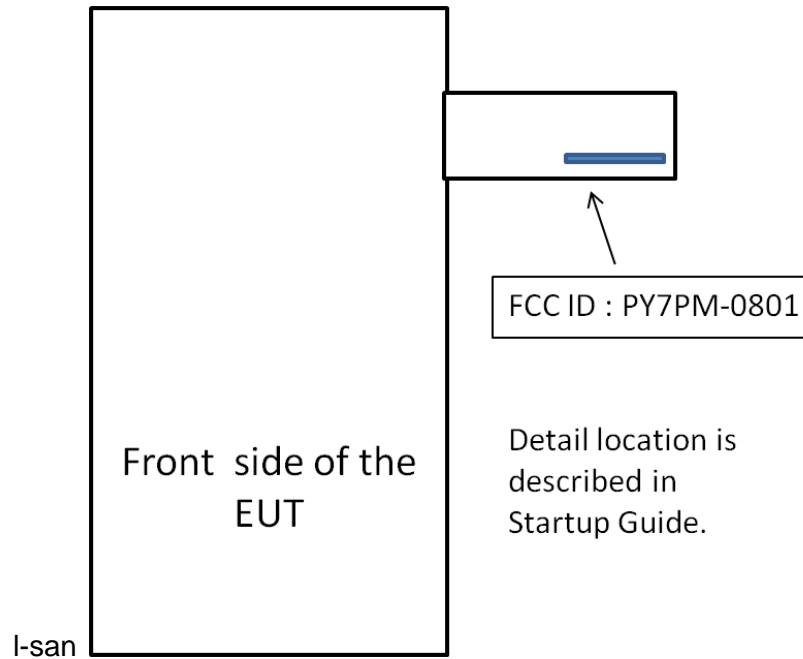 FCC ID : PY7PM-0801
Front side of the
EUT
Detail location is
described in
Startup Guide.
l-san